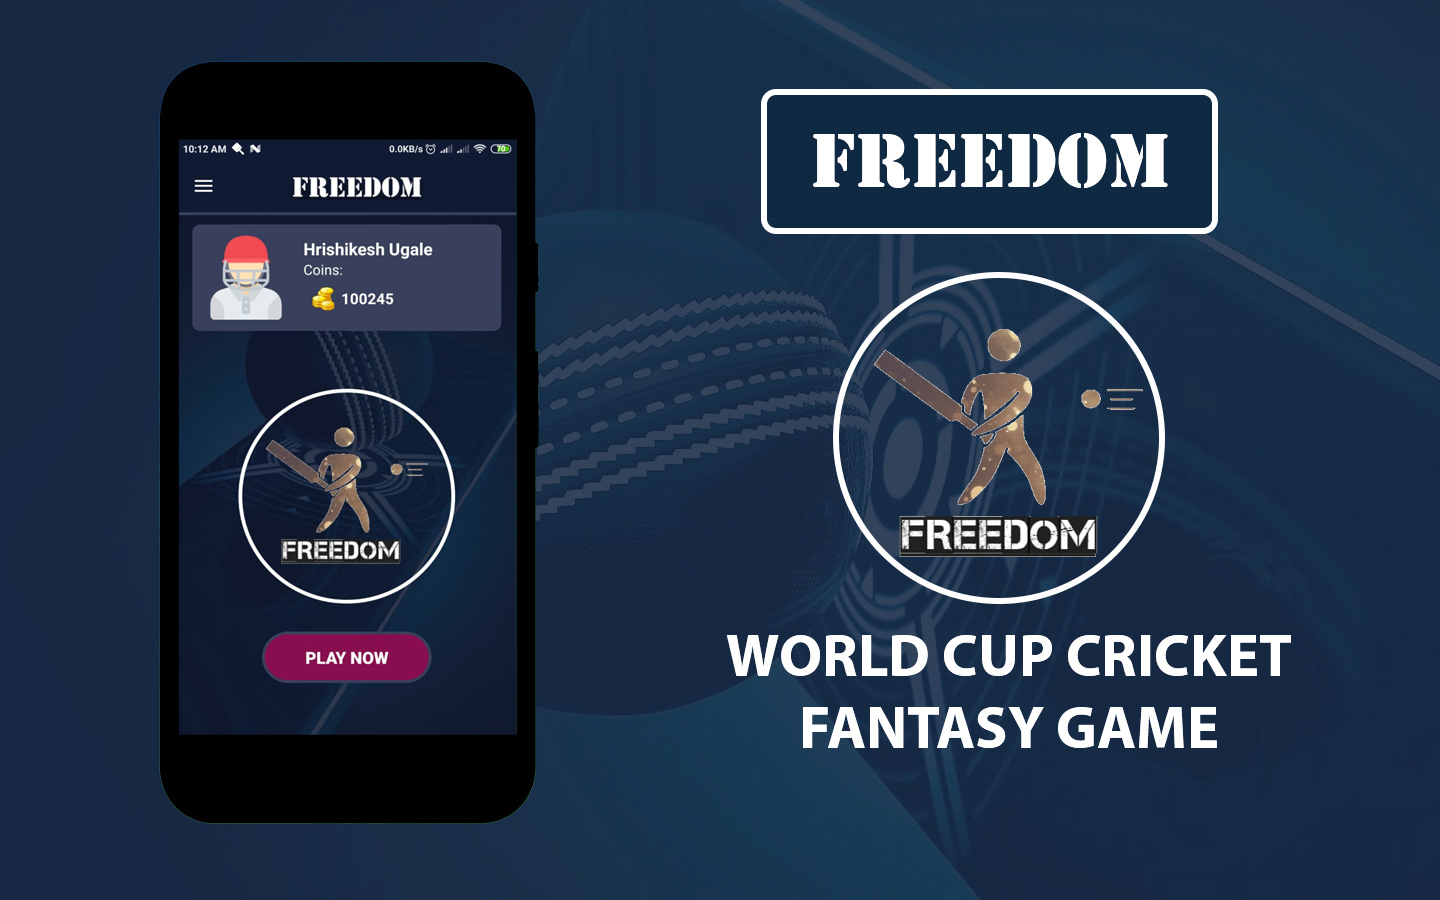 10:12 AM
0.0KB/s
70
FREEDOM
Hrishikesh Ugale
Coins:
100245
FREEDOM
PLAY NOW
FREEDOM
FREEDOM
WORLD CUP CRICKET
FANTASY GAME